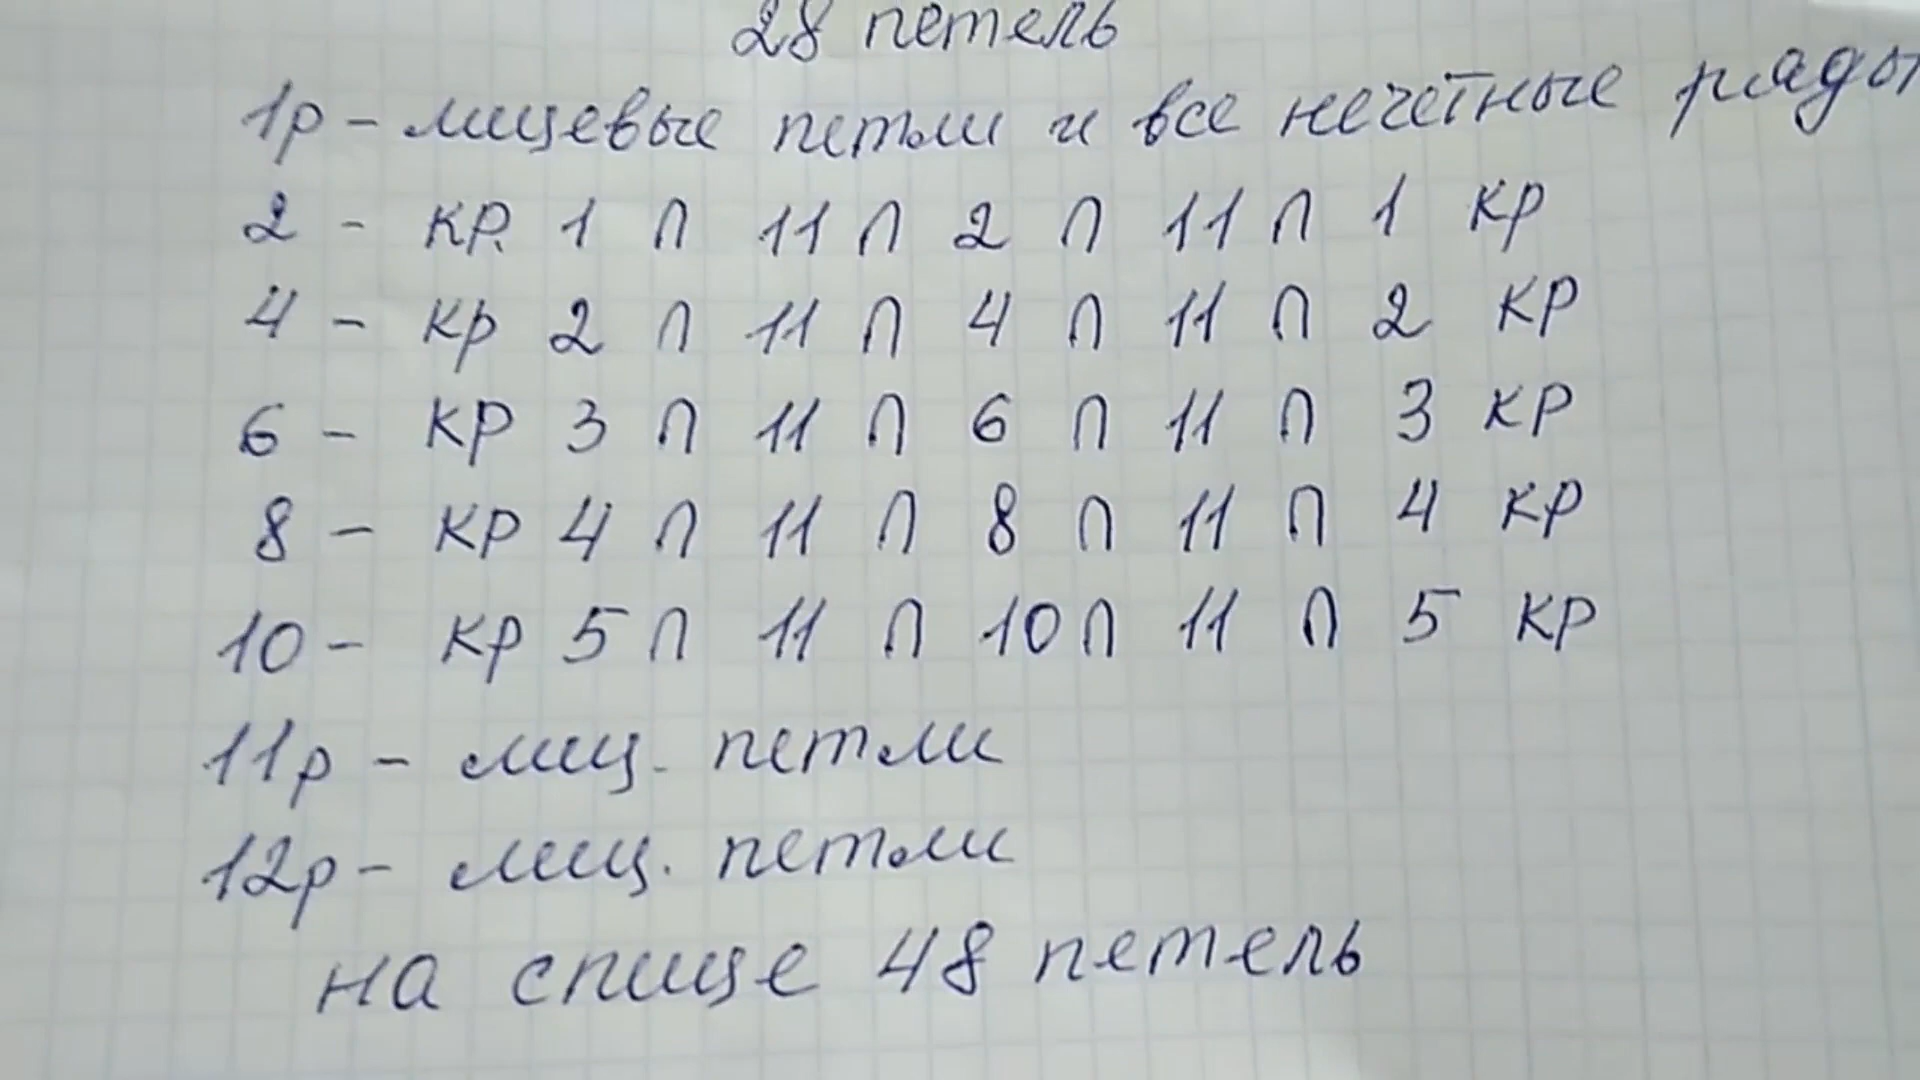 28 петель
1р - лицевые петли и все нечётные ряды
2 - кр. 1 ∩ 11 ∩ 2 ∩ 11 ∩ 1 кр
4 - кр 2 ∩ 11 ∩ 4 ∩ 11 ∩ 2 кр
6 - кр 3 ∩ 11 ∩ 6 ∩ 11 ∩ 3 кр
8 - кр 4 ∩ 11 ∩ 8 ∩ 11 ∩ 4 кр
10 - кр 5 ∩ 11 ∩ 10 ∩ 11 ∩ 5 кр
11р - лиц. петли
12р - лиц. петли
на спице 48 петель